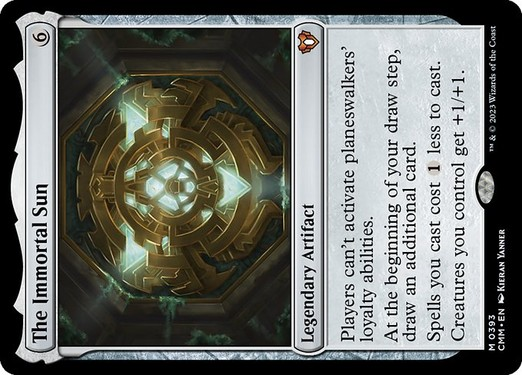 The Immortal Sun 6
Legendary Artifact
Players can't activate planeswalkers'
loyalty abilities.
At the beginning of your draw step,
draw an additional card.
Spells you cast cost 1 less to cast.
Creatures you control get +1/+1.
M 0393
CMM • EN KIERAN YANNER
™ & © 2023 Wizards of the Coast